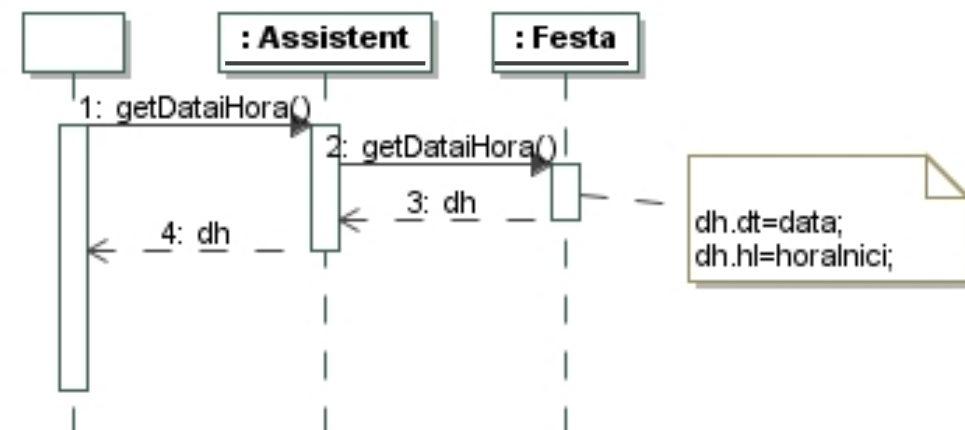 : Assistent
: Festa
1: getDataiHora()
2: getDataiHora()
3: dh
4: dh
dh.dt=data;
dh.hI=horaInici;